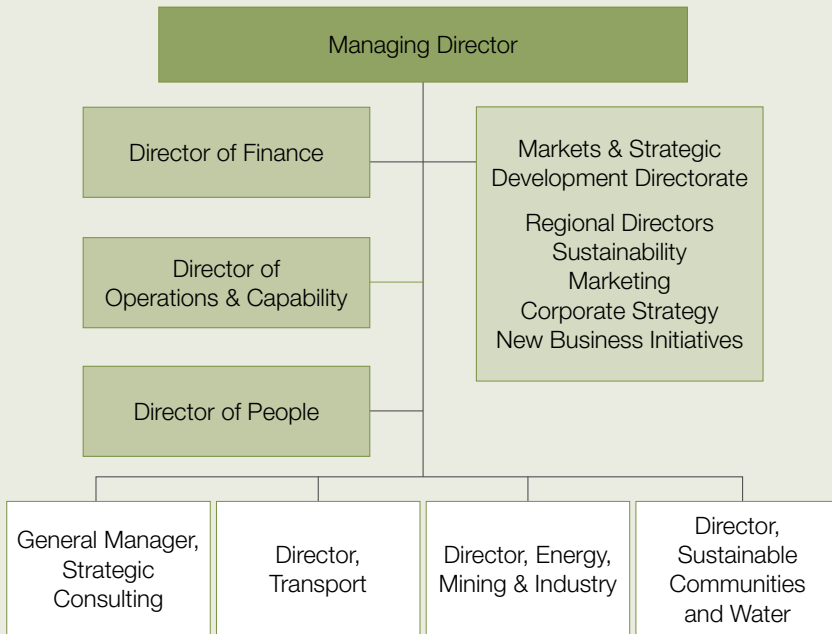 Managing Director
Director of Finance
Markets & Strategic
Development Directorate
Regional Directors
Sustainability
Marketing
Corporate Strategy
New Business Initiatives
Director of
Operations & Capability
Director of People
General Manager,
Strategic
Consulting
Director,
Transport
Director, Energy,
Mining & Industry
Director,
Sustainable
Communities
and Water